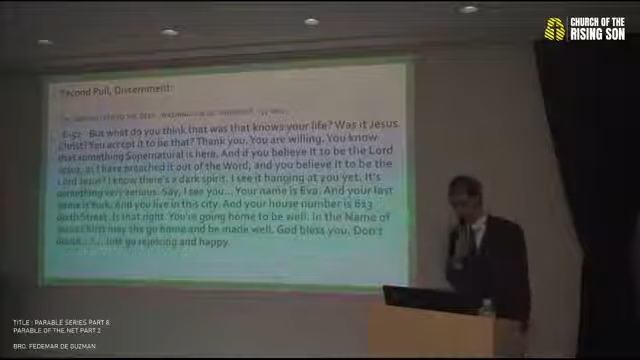 CHURCH OF THE
RISING SON
Second Pull, Discernment:
E-52 But what do you think that was that knows your life? Was it Jesus
Christ? You accept it to be that? Thank you. You are willing. You know
that something Supernatural is here. And if you believe it to be the Lord
Jesus, as I have preached it out of the Word, and you believe it to be the
Lord Jesus? I know there's a dark spirit. I see it hanging at you yet. It's
something very serious. Say, I see you... Your name is Eva. And your last
name is And you live in this city. And your house number is 613
Street. Is that right. You're going home to be well. In the Name of
Jesus Christ may she go home and be made well. God bless you. Don't
doubt... Just go rejoicing and happy.
TITLE : PARABLE SERIES PART 8:
PARABLE OF THE NET PART 2
BRO. FEDEMAR DE GUZMAN